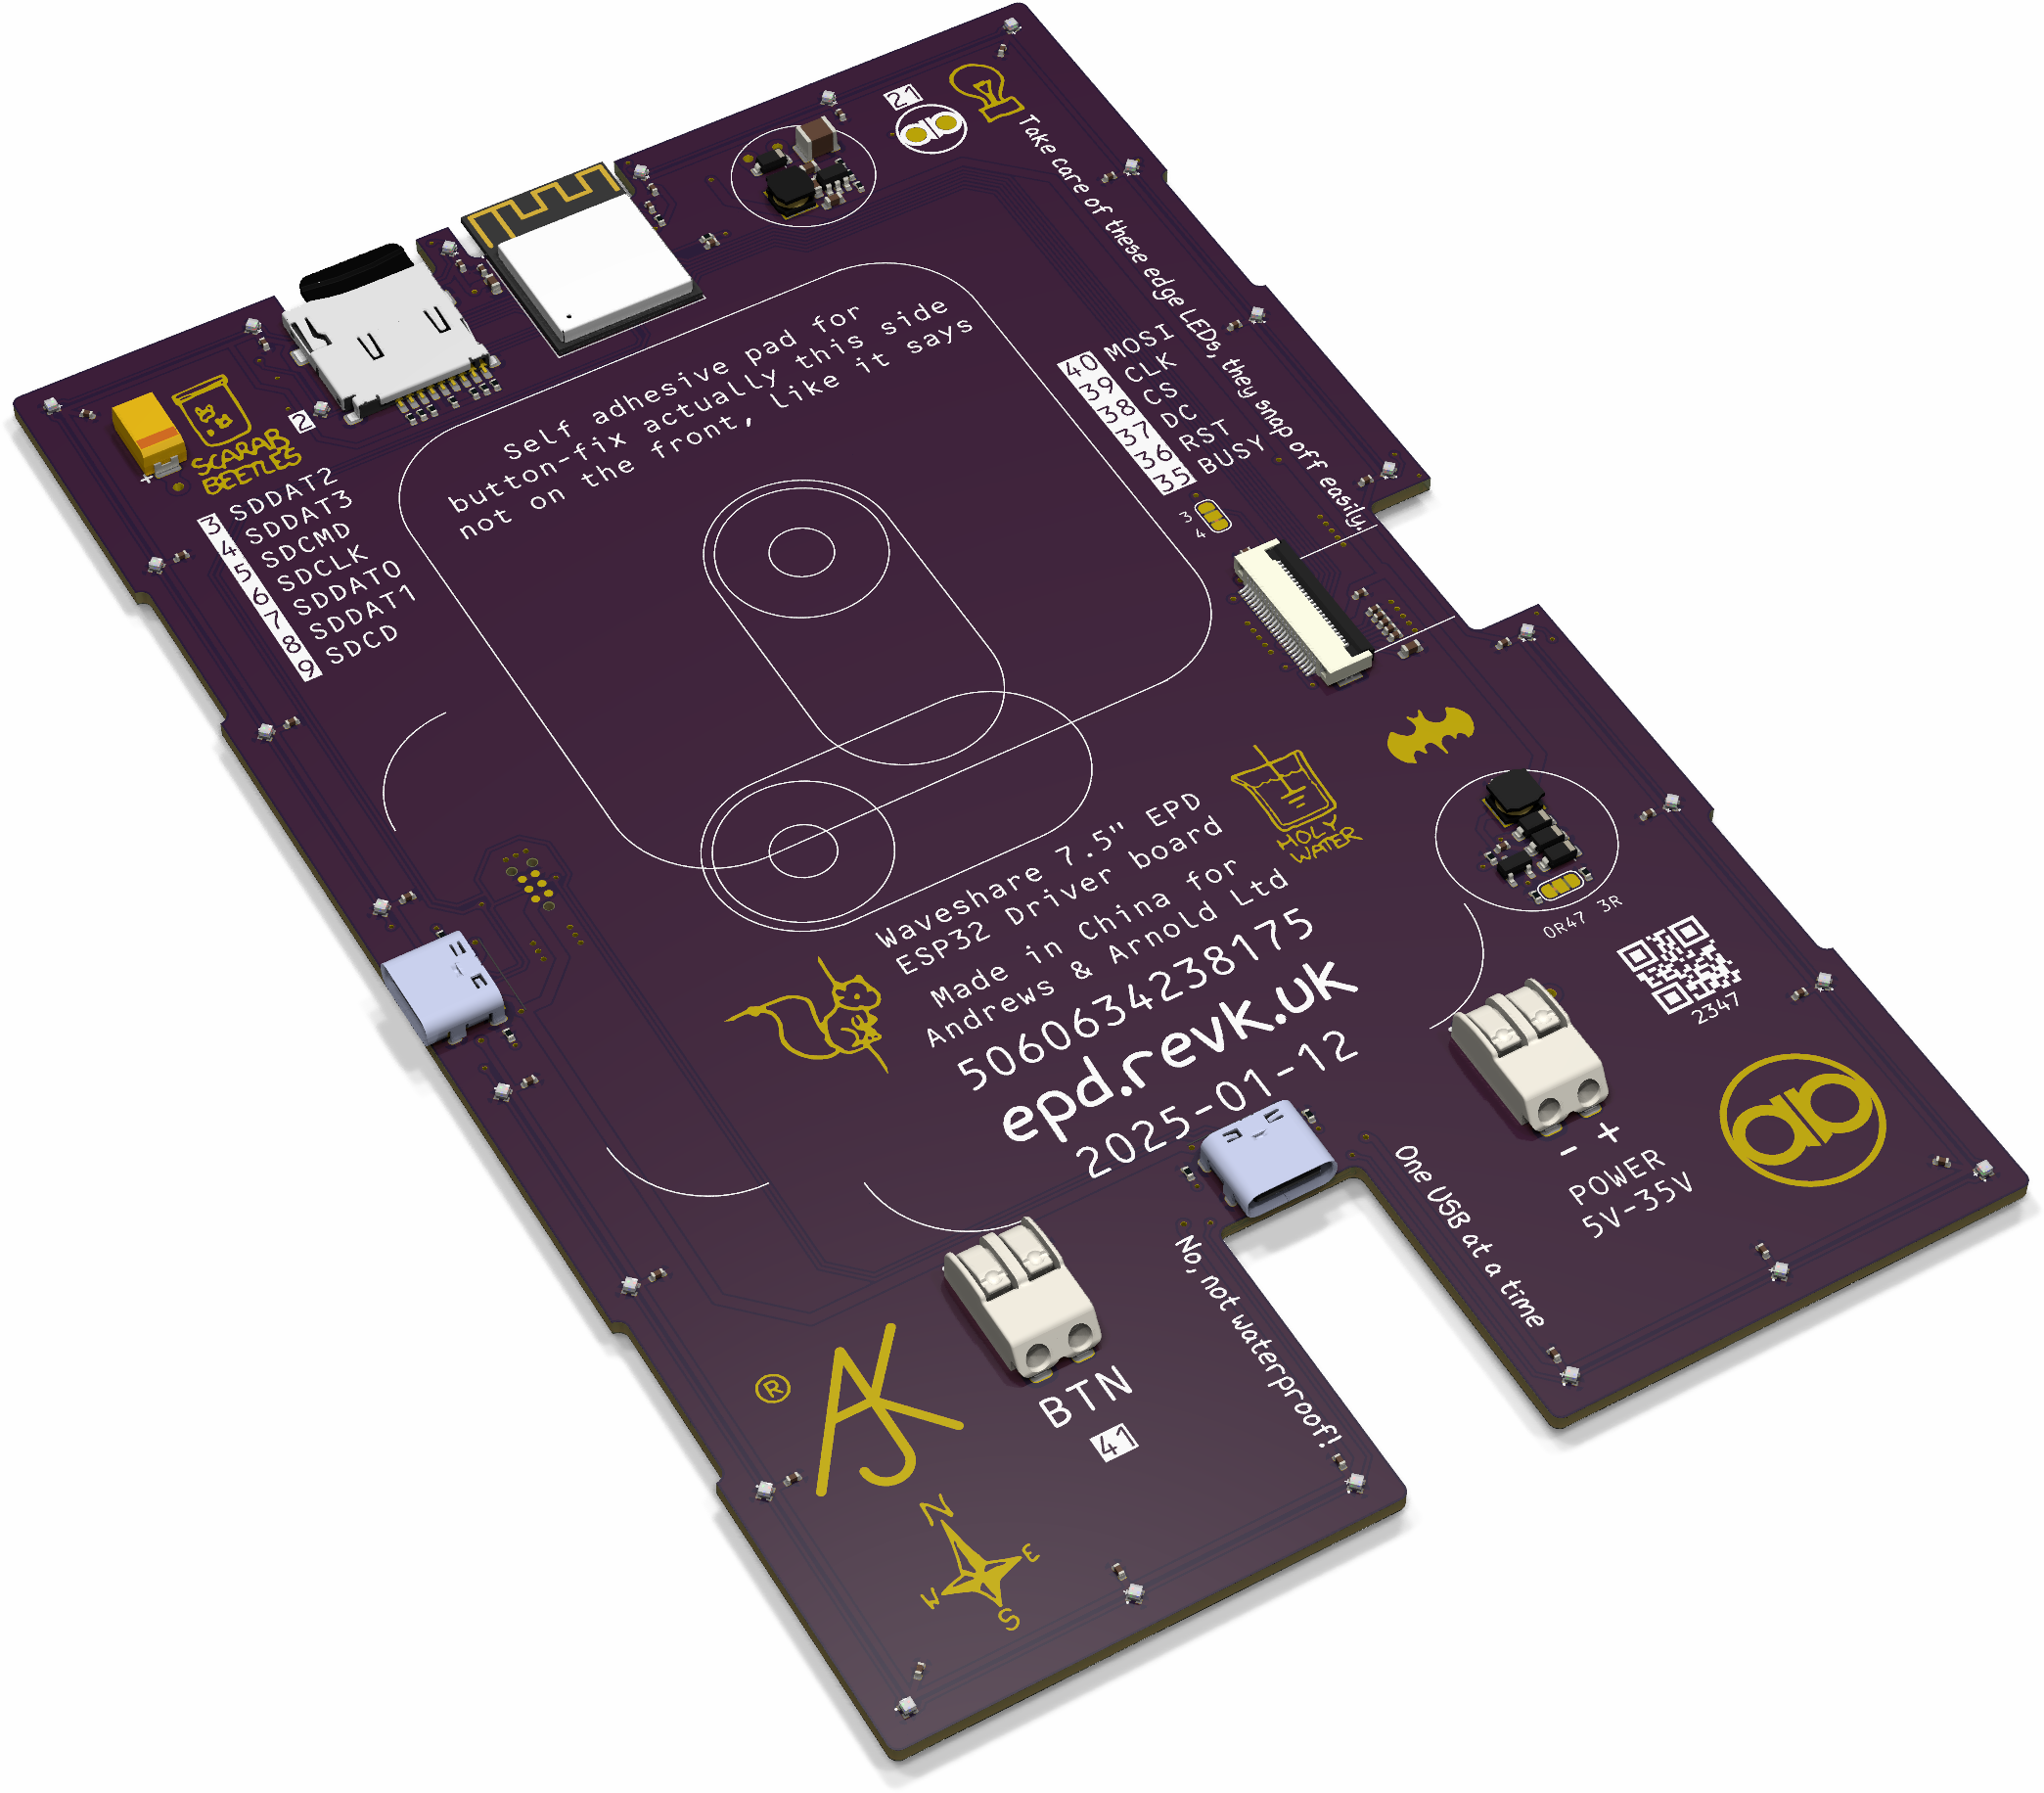 21
Take care of these edge LEDs, they snap off easily.
Self adhesive pad for
button-fix actually this side
not on the front, like it says
40 MOSI
39 CLK
38 CS
37 DC
36 RST
35 BUSY
3
4
2
+
SCARAB
BEETLES
3 SDDAT2
4 SDDAT3
5 SDCMD
6 SDCLK
7 SDDAT0
8 SDDAT1
9 SDCD
HOLY
WATER
Waveshare 7.5" EPD
ESP32 Driver board
Made in China for
Andrews & Arnold Ltd
5060634238175
epd.revk.uk
2025-01-12
0R47 3R
2347
- +
POWER
5V-35V
One USB at a time
No, not waterproof!
BTN
41
®
AJK
N
E
W
S